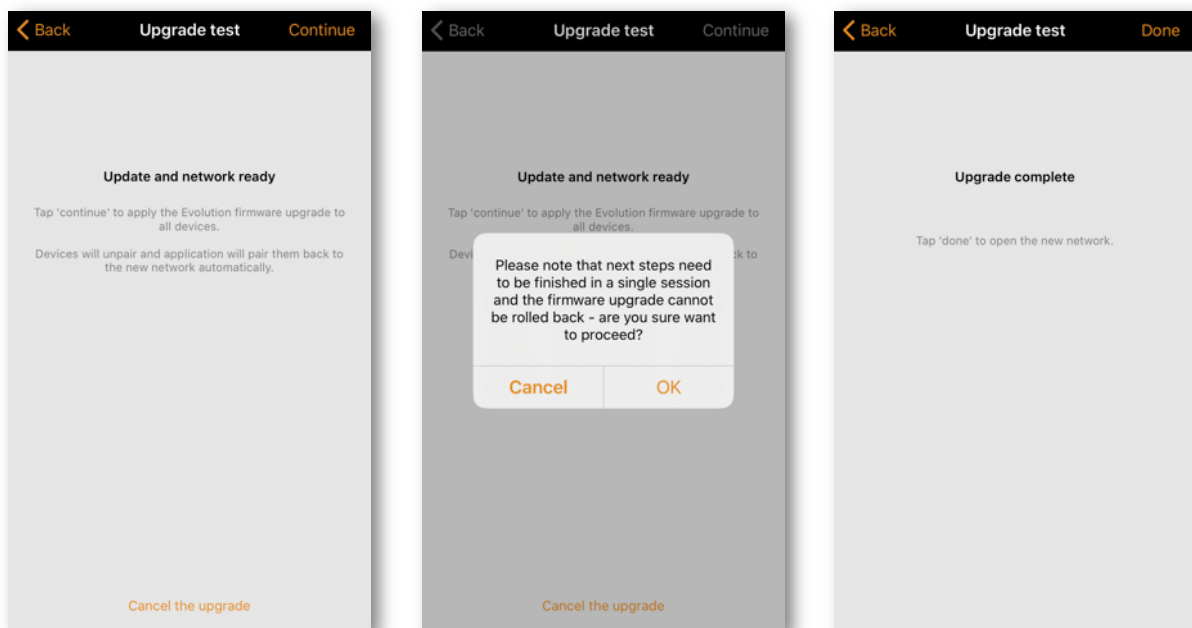 Back Upgrade test Continue
Update and network ready
Tap 'continue' to apply the Evolution firmware upgrade to
all devices.
Devices will unpair and application will pair them back to
the new network automatically.
Cancel the upgrade
Back Upgrade test Continue
Update and network ready
Tap 'continue' to apply the Evolution firmware upgrade to
all devices.
Devi
ck to
Please note that next steps need
to be finished in a single session
and the firmware upgrade cannot
be rolled back - are you sure want
to proceed?
Cancel OK
Cancel the upgrade
Back Upgrade test Done
Upgrade complete
Tap 'done' to open the new network.